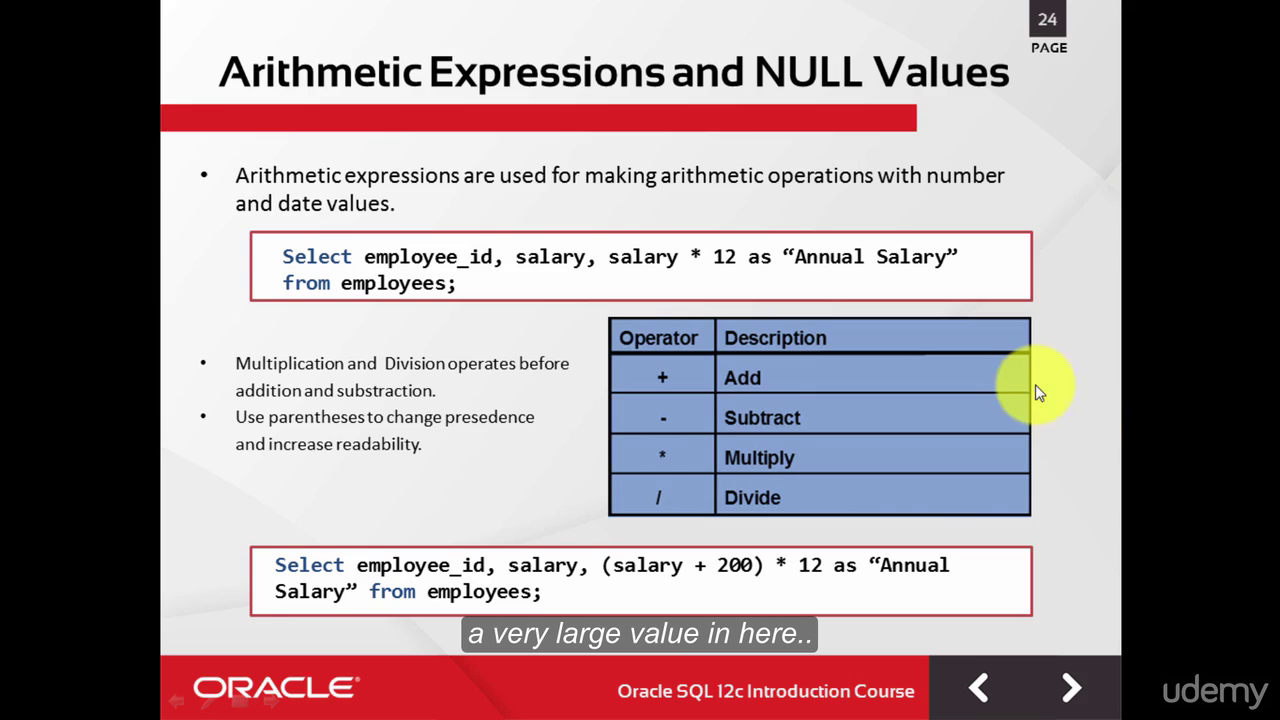 24
PAGE
Arithmetic Expressions and NULL Values
• Arithmetic expressions are used for making arithmetic operations with number
and date values.
Select employee_id, salary, salary * 12 as “Annual Salary”
from employees;
• Multiplication and Division operates before
addition and substraction.
• Use parentheses to change presedence
and increase readability.
Operator Description
+ Add
- Subtract
* Multiply
/ Divide
Select employee_id, salary, (salary + 200) * 12 as “Annual
Salary” from employees;
a very large value in here..
ORACLE®
Oracle SQL 12c Introduction Course
udemy